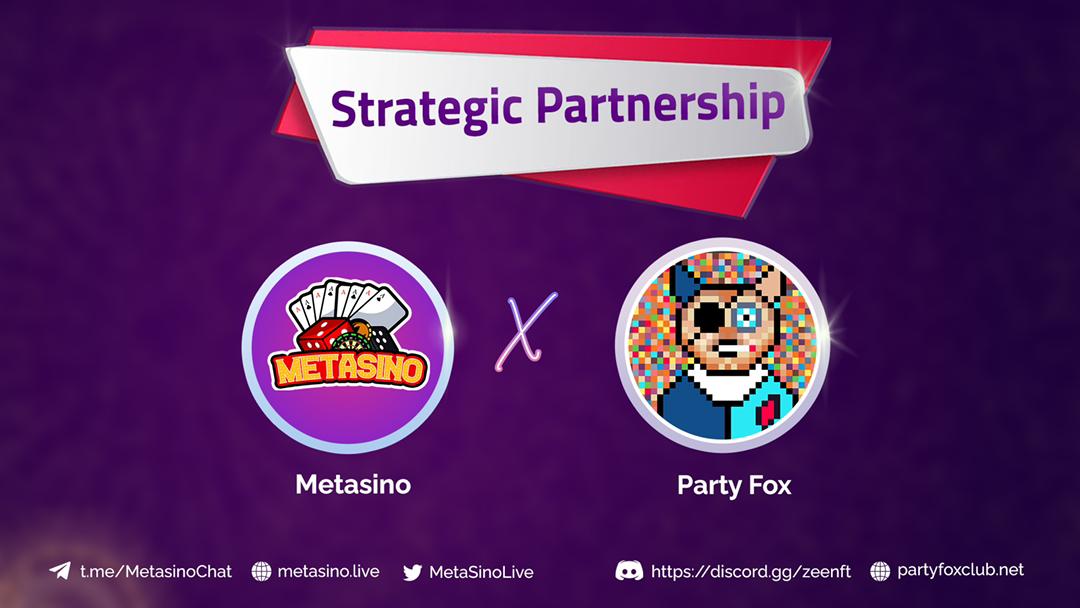 Strategic Partnership
METASINO
X
Metasino
Party Fox
t.me/MetasinoChat
metasino.live
MetaSinoLive
https://discord.gg/zeenft
partyfoxclub.net